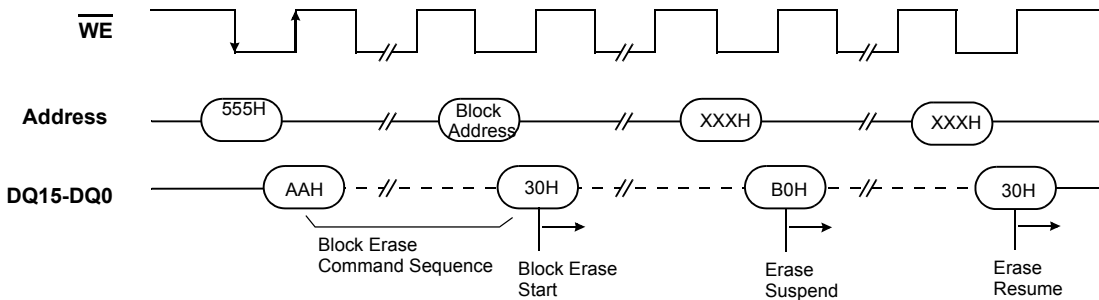 WE
Address
555H
Block
Address
XXXH
XXXH
DQ15-DQ0
AAH
30H
B0H
30H
Block Erase
Command Sequence
Block Erase
Start
Erase
Suspend
Erase
Resume